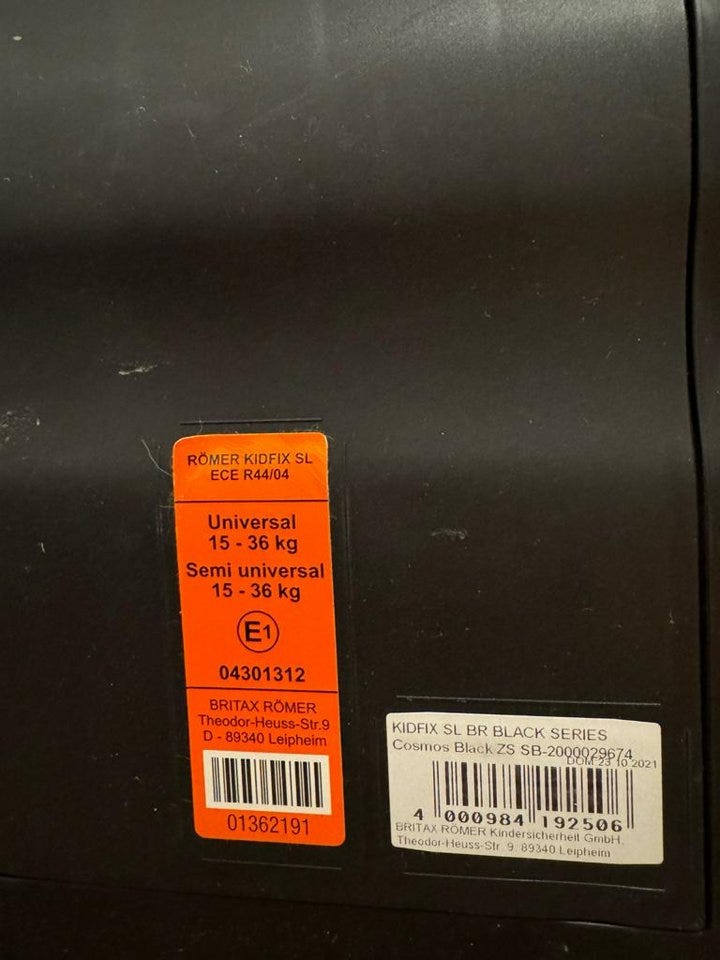 RÖMER KIDFIX SL
ECE R44/04
Universal
15 - 36 kg
Semi universal
15 - 36 kg
E1
04301312
BRITAX RÖMER
Theodor-Heuss-Str.9
D - 89340 Leipheim
01362191
KIDFIX SL BR BLACK SERIES
Cosmos Black ZS SB-2000029674
DOM 23 10 2021
4 000984 192506
BRITAX RÖMER Kindersicherheit GmbH.
Theodor-Heuss-Str. 9. 89340 Leipheim